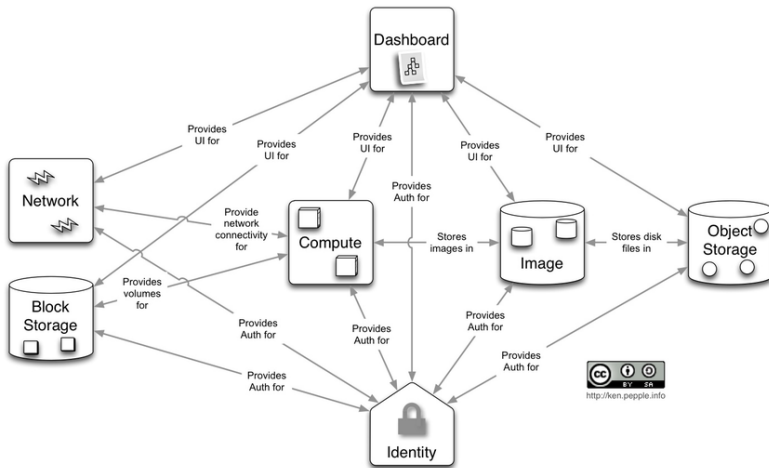 Dashboard
Provides
UI for
Provides
UI for
Provides
UI for
Provides
UI for
Provides
UI for
Provides
Auth for
Network
Provide
network
connectivity
for
Compute
Stores
images in
Image
Stores disk
files in
Object
Storage
Block
Storage
Provides
volumes
for
Provides
Auth for
Provides
Auth for
Provides
Auth for
Provides
Auth for
Provides
Auth for
cc
BY SA
http://ken.pepple.info
Identity